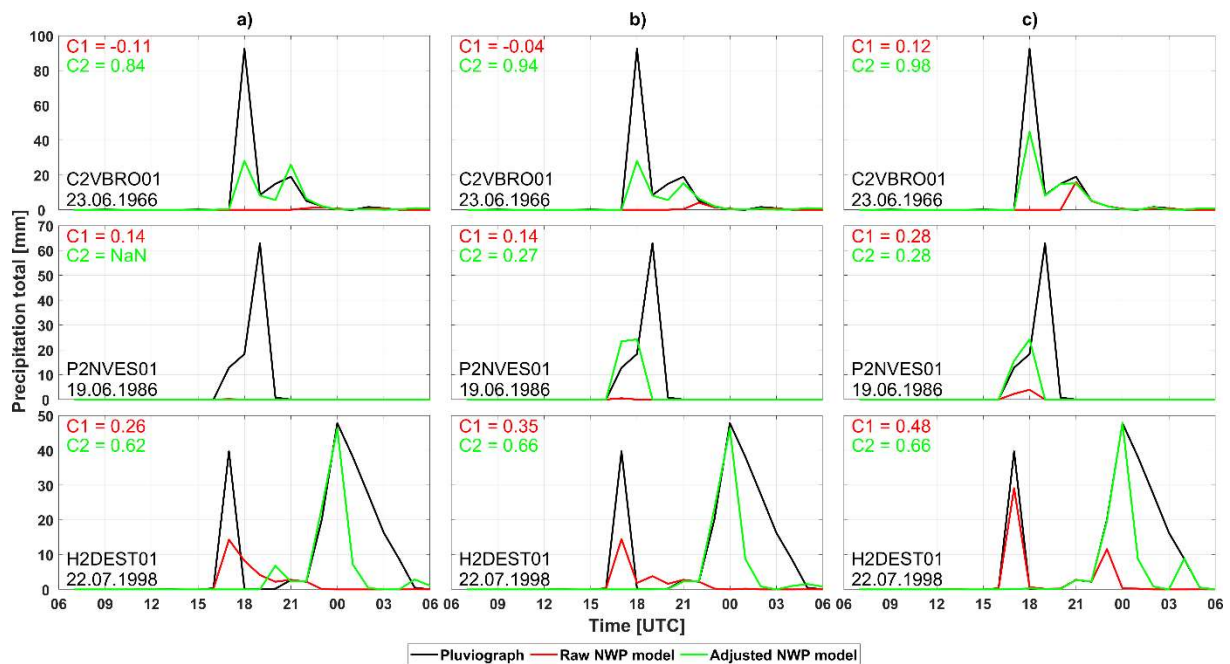 a) b) c)
Precipitation total [mm]
100
80
60
40
20
0
C1 = -0.11
C2 = 0.84
C2VBRO01
23.06.1966
C1 = -0.04
C2 = 0.94
C2VBRO01
23.06.1966
C1 = 0.12
C2 = 0.98
C2VBRO01
23.06.1966
70
60
50
40
30
20
10
0
C1 = 0.14
C2 = NaN
P2NVES01
19.06.1986
C1 = 0.14
C2 = 0.27
P2NVES01
19.06.1986
C1 = 0.28
C2 = 0.28
P2NVES01
19.06.1986
50
40
30
20
10
0
C1 = 0.26
C2 = 0.62
H2DEST01
22.07.1998
C1 = 0.35
C2 = 0.66
H2DEST01
22.07.1998
C1 = 0.48
C2 = 0.66
H2DEST01
22.07.1998
06 09 12 15 18 21 00 03 06
06 09 12 15 18 21 00 03 06
06 09 12 15 18 21 00 03 06
Time [UTC]
Pluviograph Raw NWP model Adjusted NWP model